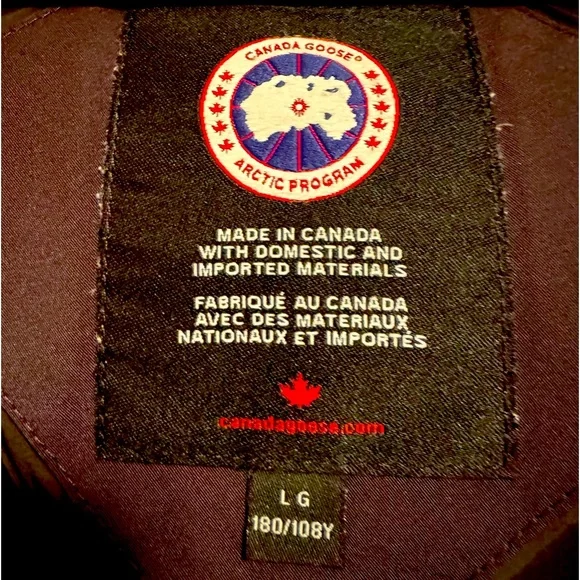 CANADA GOOSE®
ARCTIC PROGRAM
MADE IN CANADA
WITH DOMESTIC AND
IMPORTED MATERIALS
FABRIQUÉ AU CANADA
AVEC DES MATERIAUX
NATIONAUX ET IMPORTÉS
canadagoose.com
L G
180/108Y